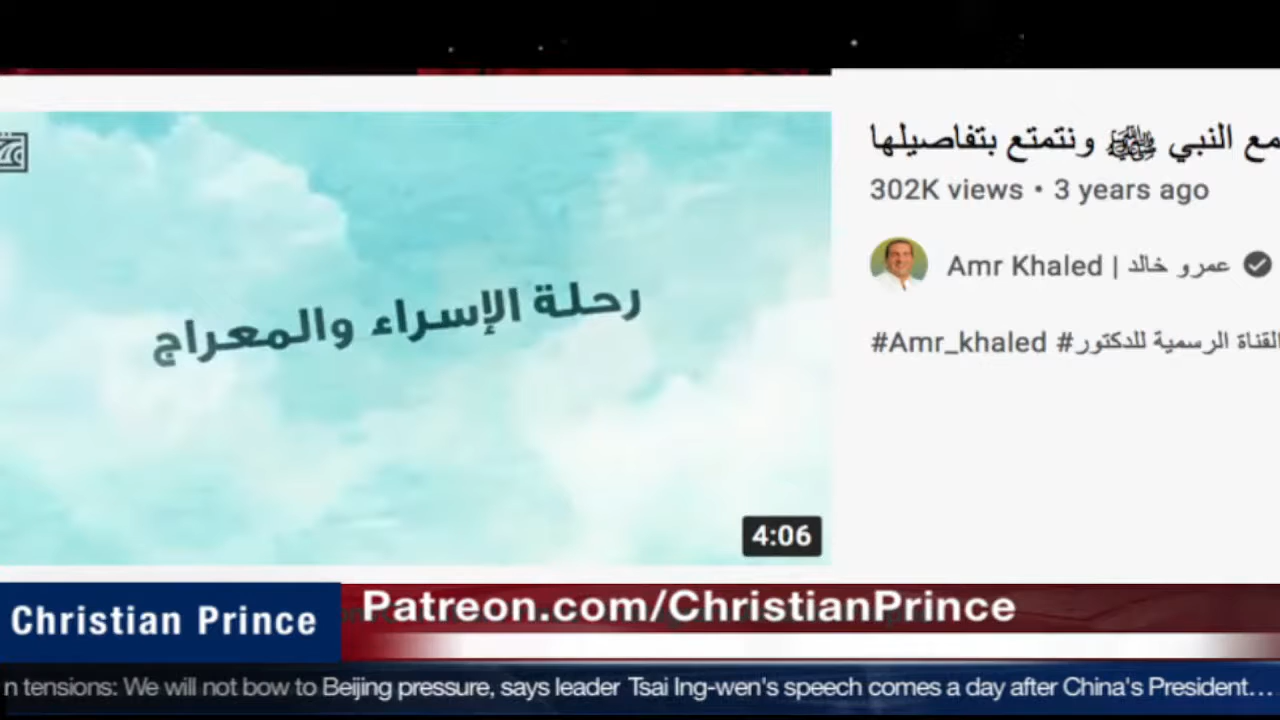 رحلة الإسراء والمعراج
4:06
مع النبي ﷺ ونتمتع بتفاصيلها
302K views • 3 years ago
Amr Khaled | عمرو خالد
#Amr_khaled #القناة الرسمية للدكتور
Christian Prince
Patreon.com/ChristianPrince
n tensions: We will not bow to Beijing pressure, says leader Tsai Ing-wen's speech comes a day after China's President...